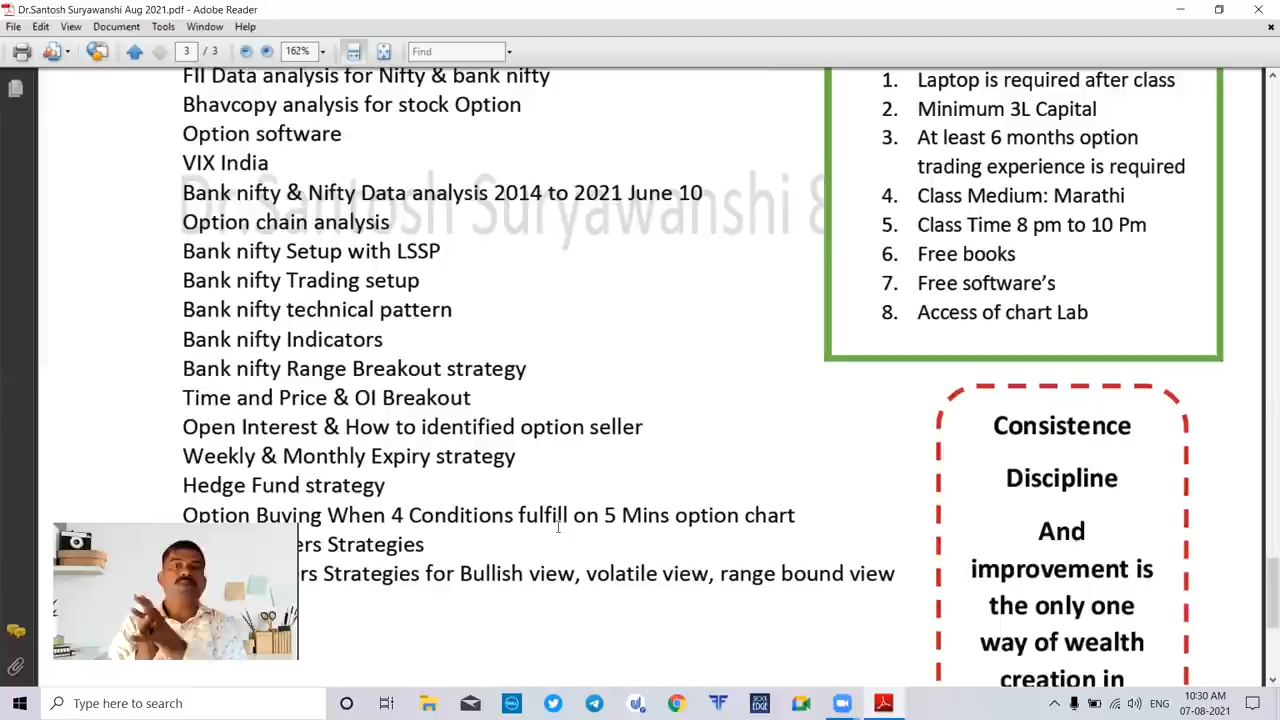 Dr.Santosh Suryawanshi Aug 2021.pdf - Adobe Reader
File Edit View Document Tools Window Help
3 / 3 162% Find
FII Data analysis for Nifty & bank nifty
Bhavcopy analysis for stock Option
Option software
VIX India
Bank nifty & Nifty Data analysis 2014 to 2021 June 10
Option chain analysis
Bank nifty Setup with LSSP
Bank nifty Trading setup
Bank nifty technical pattern
Bank nifty Indicators
Bank nifty Range Breakout strategy
Time and Price & OI Breakout
Open Interest & How to identified option seller
Weekly & Monthly Expiry strategy
Hedge Fund strategy
Option Buying When 4 Conditions fulfill on 5 Mins option chart
ers Strategies
rs Strategies for Bullish view, volatile view, range bound view
Dr.Santosh Suryawanshi 8
1. Laptop is required after class
2. Minimum 3L Capital
3. At least 6 months option
trading experience is required
4. Class Medium: Marathi
5. Class Time 8 pm to 10 Pm
6. Free books
7. Free software's
8. Access of chart Lab
Consistence
Discipline
And
improvement is
the only one
way of wealth
creation in
Type here to search
DELL
STOCK EDGE
ENG
10:30 AM
07-08-2021